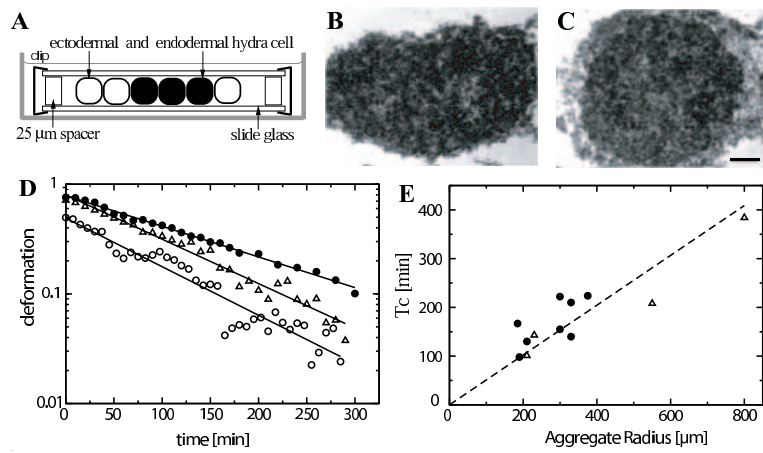 A
B
C
clip
ectodermal and endodermal hydra cell
25 µm spacer
slide glass
D
1
0.1
0.01
deformation
0
50
100
150
200
250
300
time [min]
E
400
300
200
100
0
Tc [min]
0
200
400
600
800
Aggregate Radius [µm]